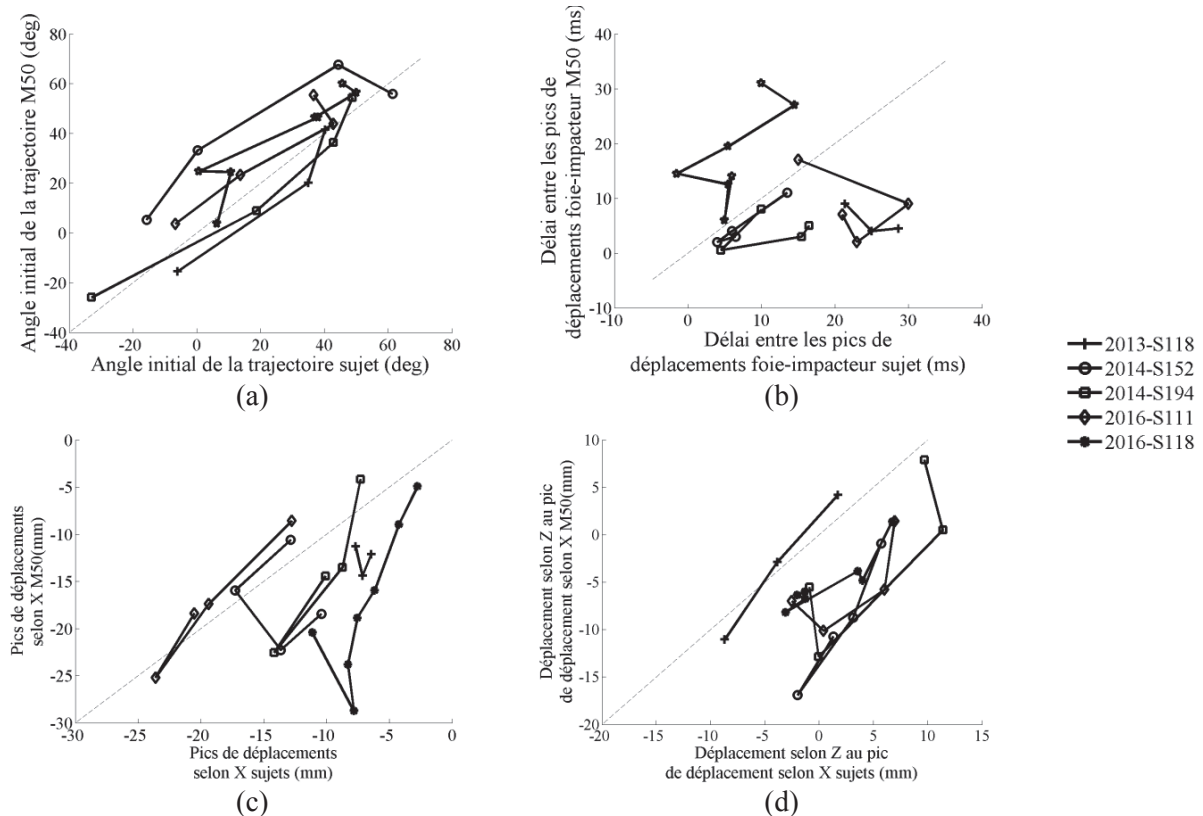 Angle initial de la trajectoire M50 (deg)
80
60
40
20
0
-20
-40
-40 -20 0 20 40 60 80
Angle initial de la trajectoire sujet (deg)
(a)
Délai entre les pics de
déplacements foie-impacteur M50 (ms)
40
30
20
10
0
-10
-10 0 10 20 30 40
Délai entre les pics de
déplacements foie-impacteur sujet (ms)
(b)
2013-S118
2014-S152
2014-S194
2016-S111
2016-S118
Pics de déplacements
selon X M50(mm)
0
-5
-10
-15
-20
-25
-30
-30 -25 -20 -15 -10 -5 0
Pics de déplacements
selon X sujets (mm)
(c)
Déplacement selon Z au pic
de déplacement selon X M50(mm)
10
5
0
-5
-10
-15
-20
-20 -15 -10 -5 0 5 10 15
Déplacement selon Z au pic
de déplacement selon X sujets (mm)
(d)